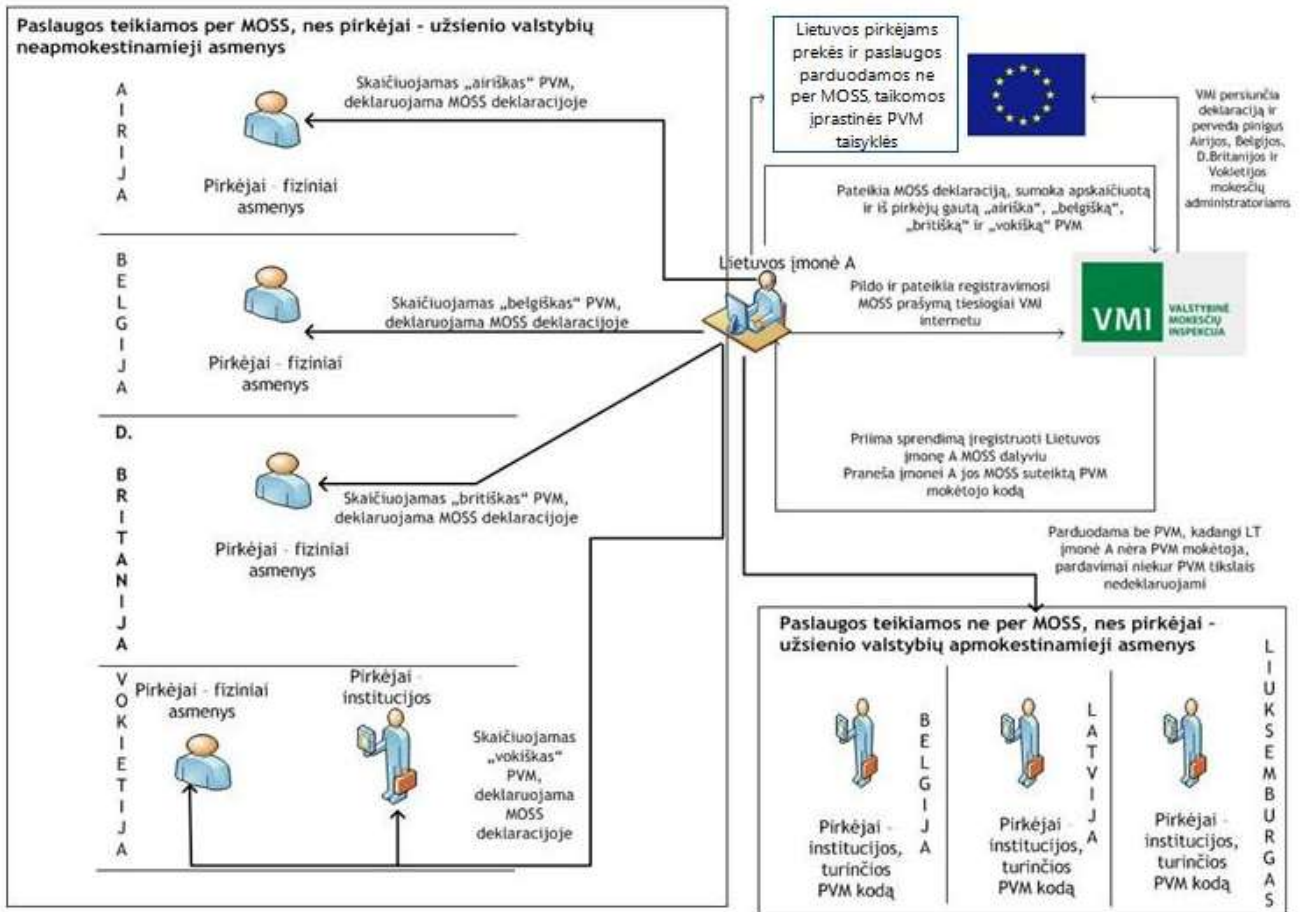 Paslaugos teikiamos per MOSS, nes pirkėjai - užsienio valstybių
neapmokestinamieji asmenys
AIRIJA
Skaičiuojamas „airiškas“ PVM,
deklaruojama MOSS deklaracijoje
Pirkėjai - fiziniai
asmenys
BELGIJA
Skaičiuojamas „belgiškas“ PVM,
deklaruojama MOSS deklaracijoje
Pirkėjai - fiziniai
asmenys
D. BRITANIJA
Skaičiuojamas „britiškas“ PVM,
deklaruojama MOSS deklaracijoje
Pirkėjai - fiziniai
asmenys
VOKIETIJA
Pirkėjai - fiziniai
asmenys
Pirkėjai -
institucijos
Skaičiuojamas
„vokiškas“
PVM,
deklaruojama
MOSS
deklaracijoje
Lietuvos pirkėjams
prekės ir paslaugos
parduodamos ne
per MOSS, taikomos
įprastinės PVM
taisyklės
VMI persiunčia
deklaraciją ir
perveda pinigus
Airijos, Belgijos,
D.Britanijos ir
Vokietijos
mokesčių
administratoriams
Pateikia MOSS deklaraciją, sumoka apskaičiuotą
ir iš pirkėjų gautą „airiška“, „belgišką“,
„britišką“ ir „vokišką“ PVM
Lietuvos įmonė A
Pildo ir pateikia registravimosi
MOSS prašymą tiesiogiai VMI
internetu
VMI
VALSTYBINĖ
MOKESČIŲ
INSPEKCIJA
Priima sprendimą įregistruoti Lietuvos
įmonę A MOSS dalyviu
Praneša įmonei A jos MOSS suteiktą PVM
mokėtojo kodą
Parduodama be PVM, kadangi LT
įmonė A nėra PVM mokėtoja,
pardavimai niekur PVM tikslais
nedeklaruojami
Paslaugos teikiamos ne per MOSS, nes pirkėjai -
užsienio valstybių apmokestinamieji asmenys
BELGIJA
Pirkėjai -
institucijos,
turinčios
PVM kodą
LATVIJA
Pirkėjai -
institucijos,
turinčios
PVM kodą
LIUKSEMBURGAS
Pirkėjai -
institucijos,
turinčios
PVM kodą